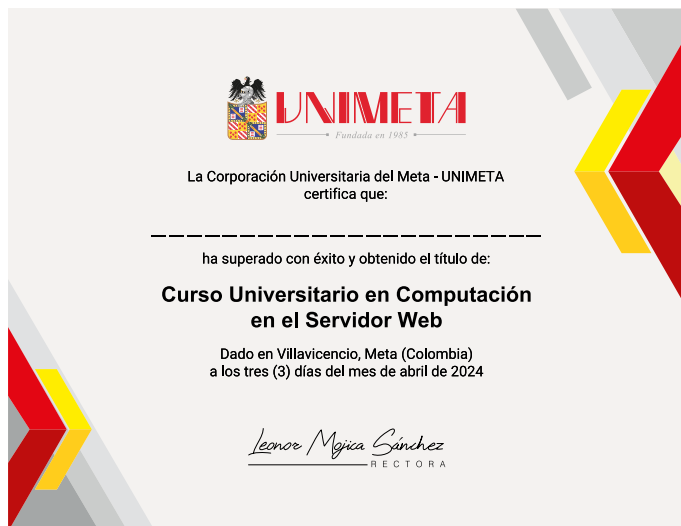 UNIMETA
Fundada en 1985
La Corporación Universitaria del Meta - UNIMETA
certifica que:
ha superado con éxito y obtenido el título de:
Curso Universitario en Computación
en el Servidor Web
Dado en Villavicencio, Meta (Colombia)
a los tres (3) días del mes de abril de 2024
Leonor Mojica Sánchez
RECTORA